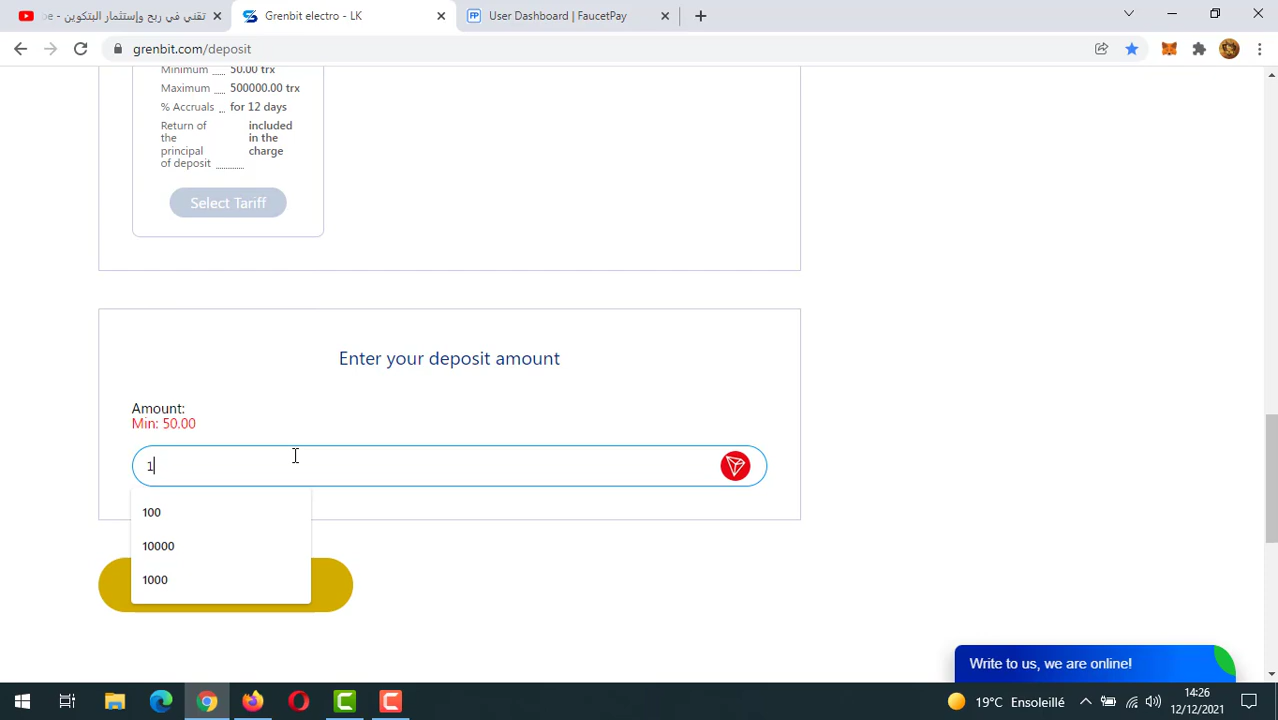 تقني في ربح وإستثمار البتكوين - be
Grenbit electro - LK
User Dashboard | FaucetPay
grenbit.com/deposit
Minimum 50.00 trx
Maximum 500000.00 trx
% Accruals for 12 days
Return of the principal of deposit included in the charge
Select Tariff
Enter your deposit amount
Amount:
Min: 50.00
1
100
10000
1000
Write to us, we are online!
19°C Ensoleillé
14:26
12/12/2021